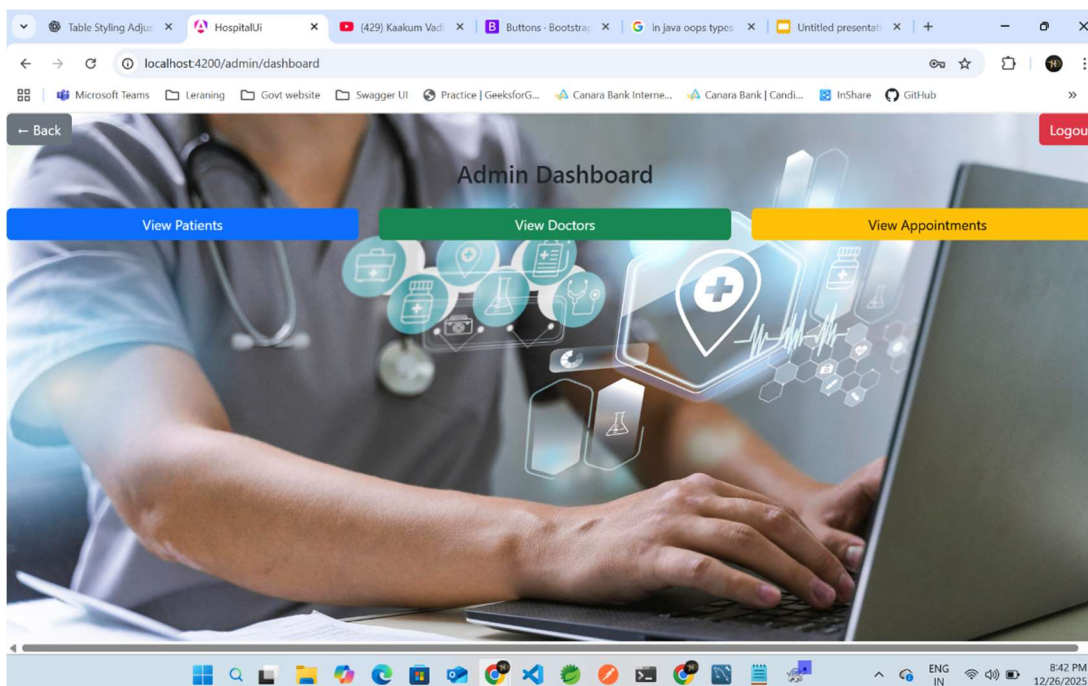 Table Styling Adjus
HospitalUi
(429) Kaakum Vadi
Buttons · Bootstrap
in java oops types
Untitled presentati
localhost:4200/admin/dashboard
Microsoft Teams
Leraning
Govt website
Swagger UI
Practice | GeeksforG...
Canara Bank Interne...
Canara Bank | Candi...
InShare
GitHub
← Back
Logou
Admin Dashboard
View Patients
View Doctors
View Appointments
ENG
IN
8:42 PM
12/26/2025